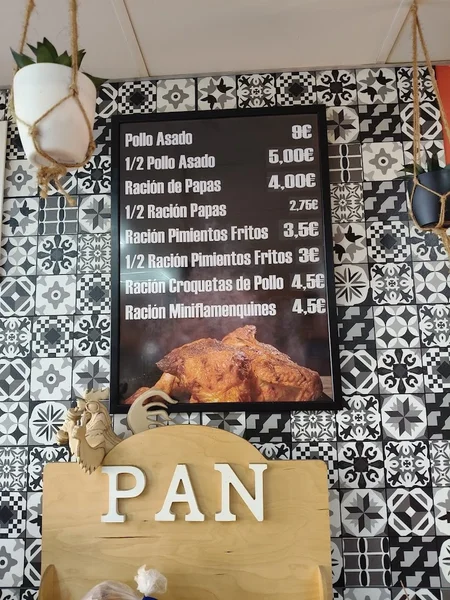 Pollo Asado 9€
1/2 Pollo Asado 5,00€
Ración de Papas 4,00€
1/2 Ración Papas 2,75€
Ración Pimientos Fritos 3,5€
1/2 Ración Pimientos Fritos 3€
Ración Croquetas de Pollo 4,5€
Ración Miniflamenquines 4,5€
PAN